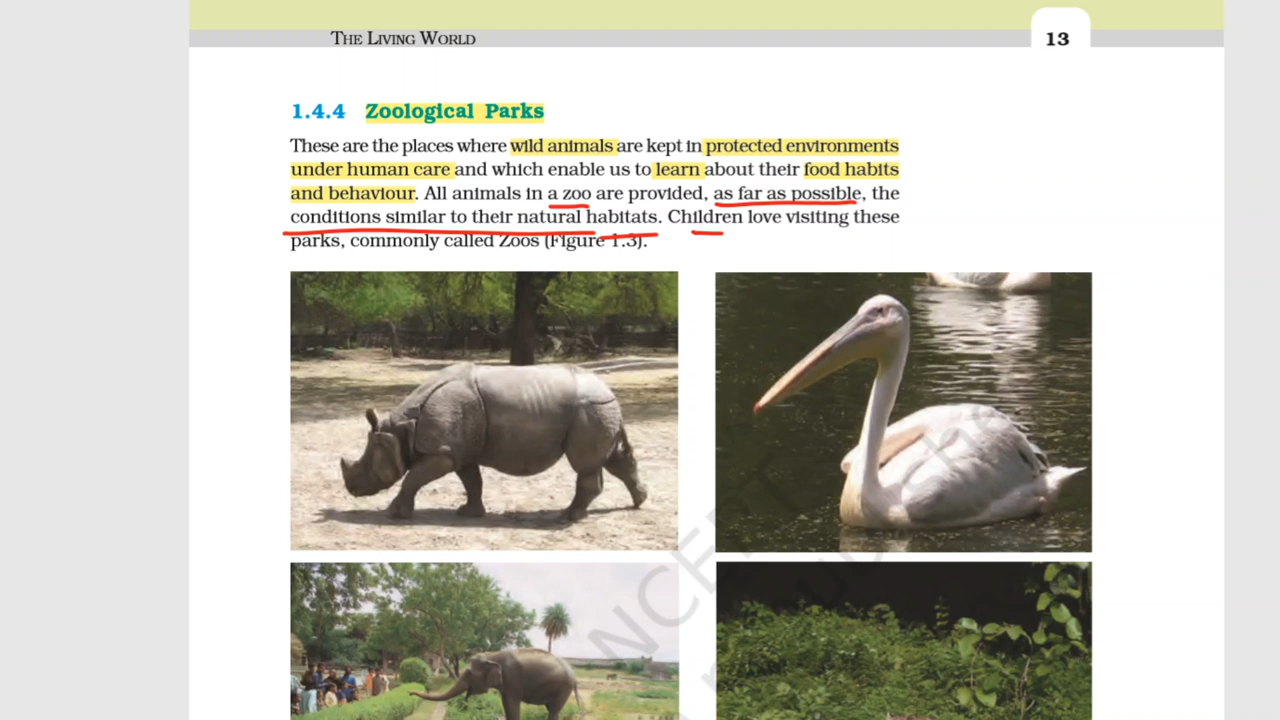 THE LIVING WORLD
13
1.4.4 Zoological Parks
These are the places where wild animals are kept in protected environments
under human care and which enable us to learn about their food habits
and behaviour. All animals in a zoo are provided, as far as possible, the
conditions similar to their natural habitats. Children love visiting these
parks, commonly called Zoos (Figure 1.3).
NCERT